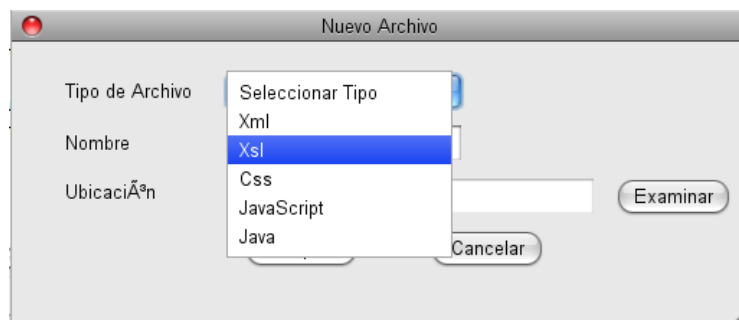 Nuevo Archivo
Tipo de Archivo
Seleccionar Tipo
Xml
Nombre
Xsl
Css
UbicaciÃ³n
Examinar
JavaScript
Java
Cancelar